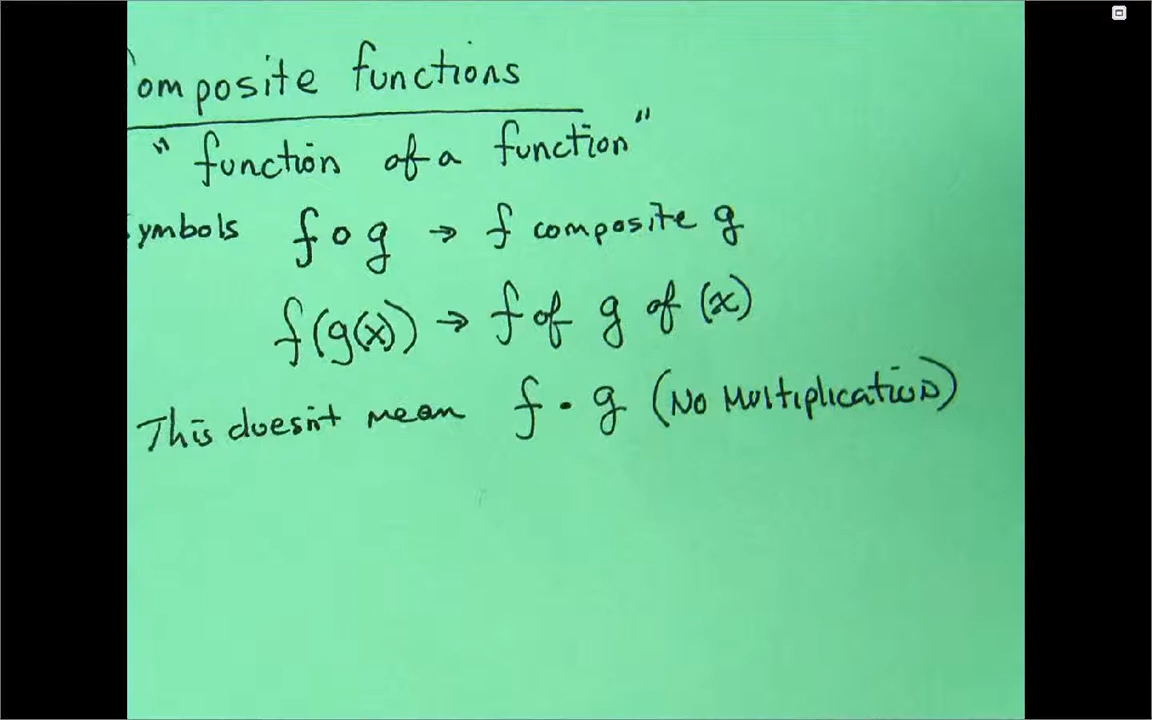 omposite functions
"function of a function"
ymbols f o g → f composite g
f(g(x)) → f of g of (x)
This doesn't mean f · g (No Multiplication)